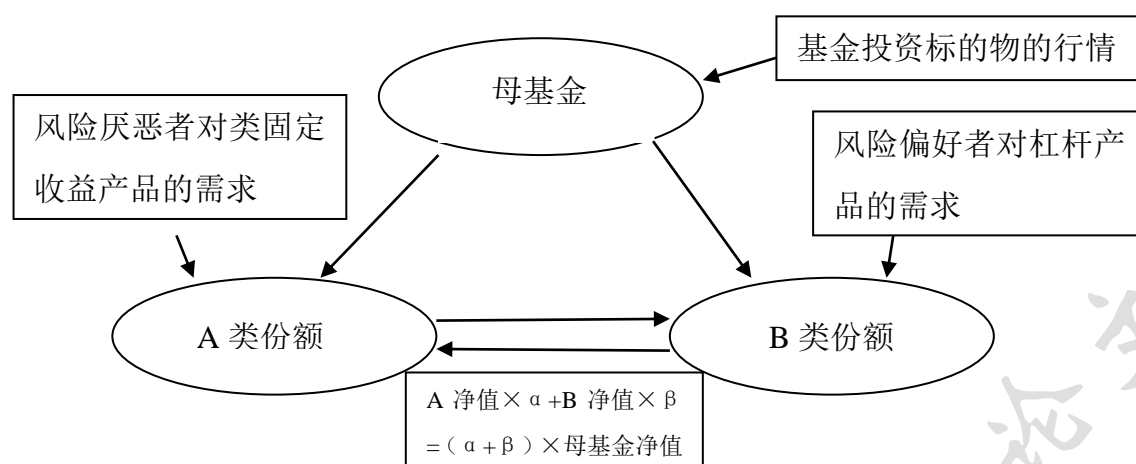 基金投资标的物的行情
母基金
风险厌恶者对类固定
收益产品的需求
风险偏好者对杠杆产
品的需求
A 类份额
B 类份额
A 净值×α+B 净值×β
=(α+β)×母基金净值